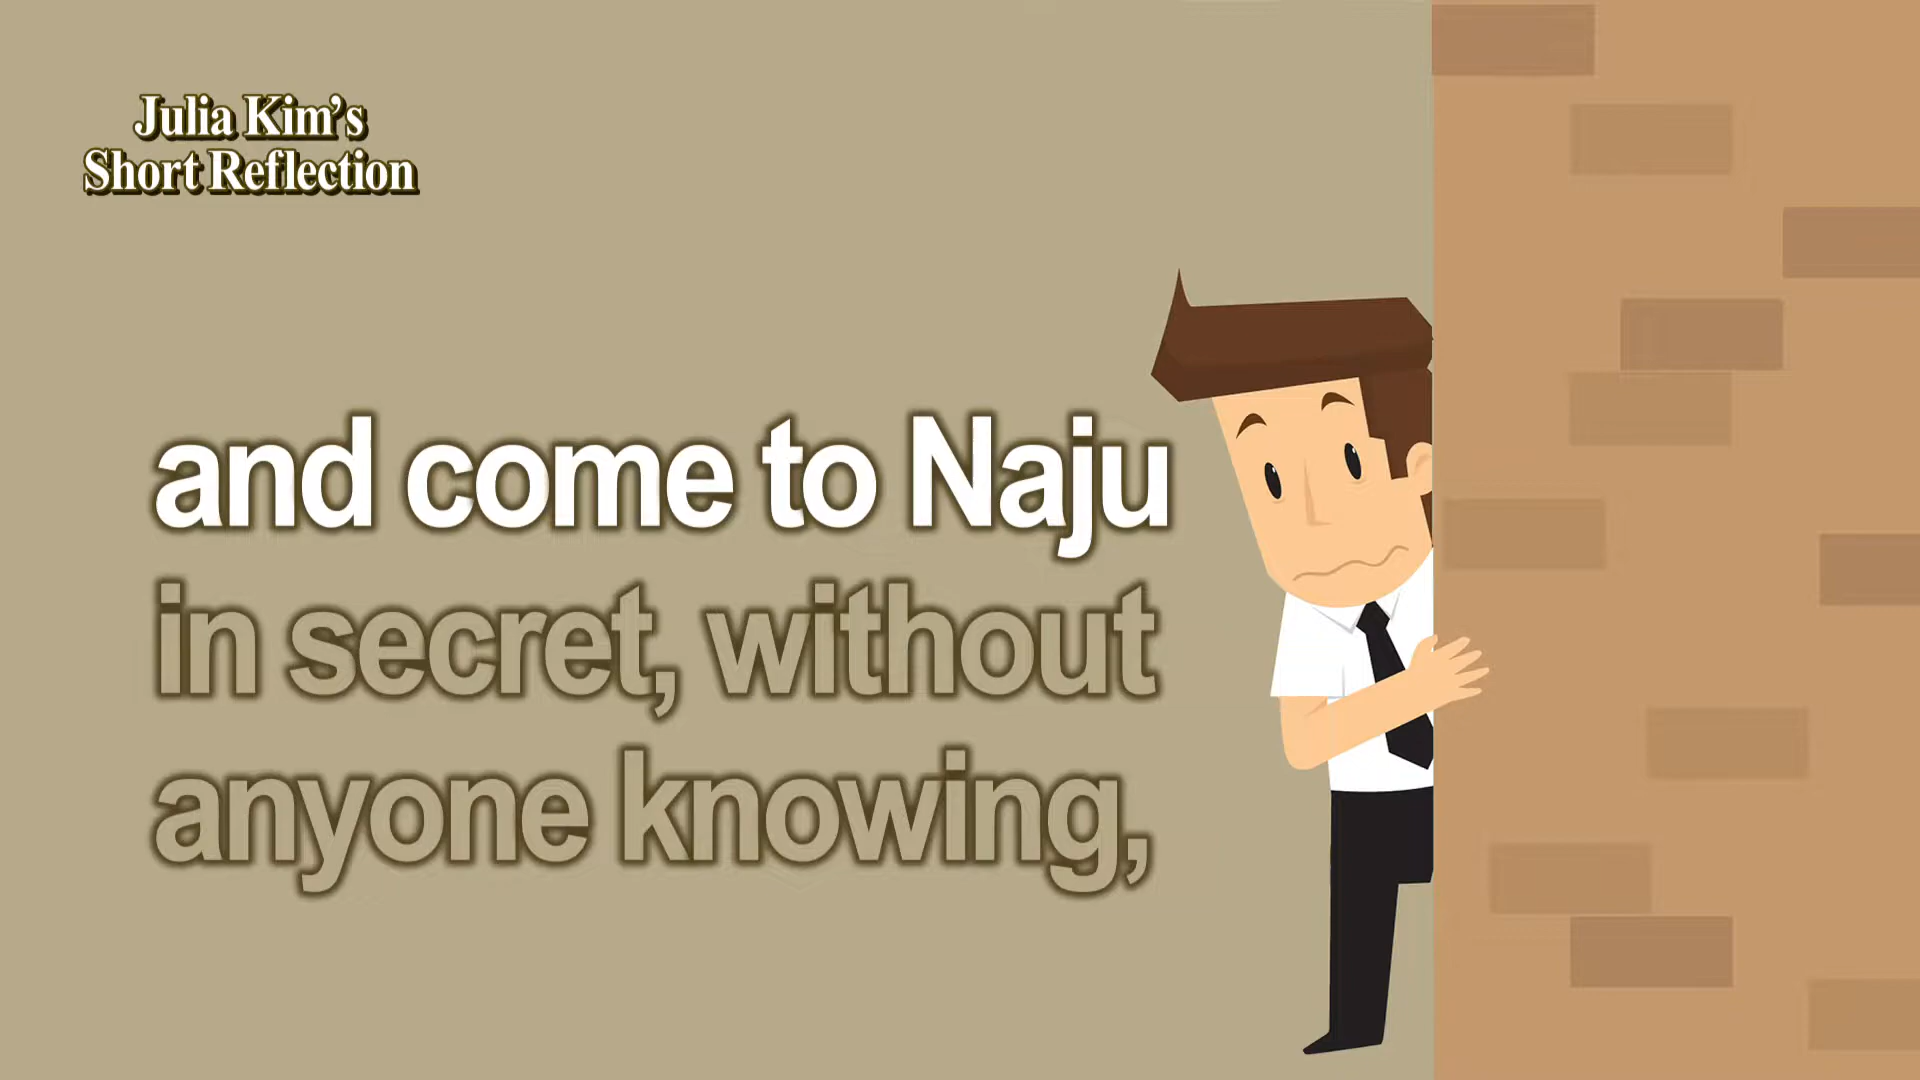 Julia Kim’s
Short Reflection
and come to Naju
in secret, without
anyone knowing,